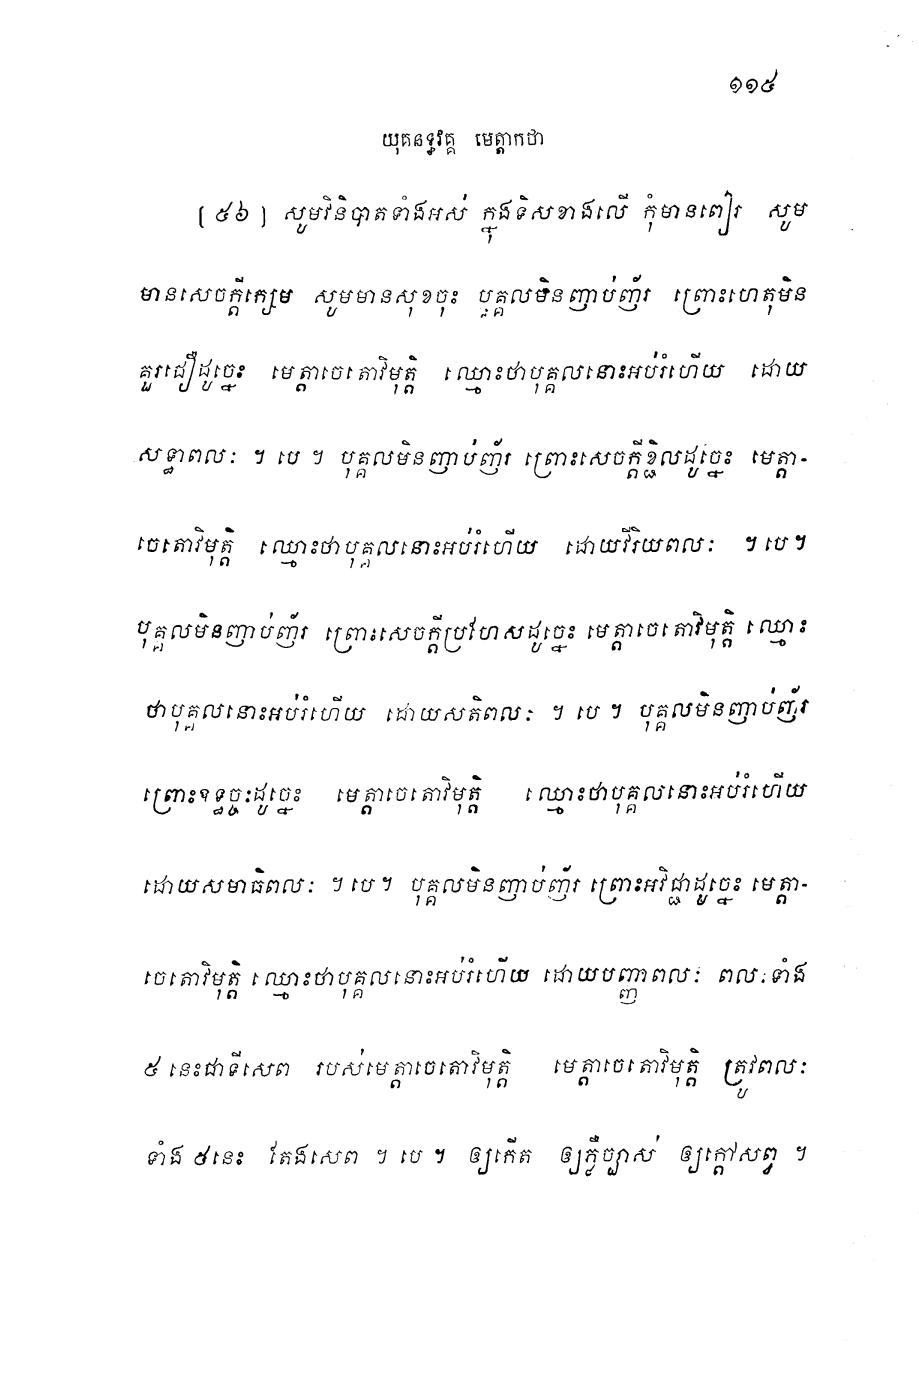 ១១៥
យុគនទ្ធវគ្គ មេត្តាកថា
[ ៥៦ ] សូមវិនិបាតទាំងអស់ ក្នុងទិសខាងលើ កុំមានពៀរ សូម
មានសេចក្តីក្សេម សូមមានសុខចុះ បុគ្គលមិនញាប់ញ័រ ព្រោះហេតុមិន
គួរជឿដូច្នេះ មេត្តាចេតោវិមុត្តិ ឈ្មោះថាបុគ្គលនោះអប់រំហើយ ដោយ
សទ្ធាពលៈ ។ បេ ។ បុគ្គលមិនញាប់ញ័រ ព្រោះសេចក្តីខ្ជិលដូច្នេះ មេត្តា-
ចេតោវិមុត្តិ ឈ្មោះថាបុគ្គលនោះអប់រំហើយ ដោយវីរិយពលៈ ។ បេ ។
បុគ្គលមិនញាប់ញ័រ ព្រោះសេចក្តីប្រហែសដូច្នេះ មេត្តាចេតោវិមុត្តិ ឈ្មោះ
ថាបុគ្គលនោះអប់រំហើយ ដោយសតិពលៈ ។ បេ ។ បុគ្គលមិនញាប់ញ័រ
ព្រោះឧទ្ធច្ចៈដូច្នេះ មេត្តាចេតោវិមុត្តិ ឈ្មោះថាបុគ្គលនោះអប់រំហើយ
ដោយសមាធិពលៈ ។ បេ ។ បុគ្គលមិនញាប់ញ័រ ព្រោះអវិជ្ជាដូច្នេះ មេត្តា-
ចេតោវិមុត្តិ ឈ្មោះថាបុគ្គលនោះអប់រំហើយ ដោយបញ្ញាពលៈ ពលៈទាំង
៥ នេះជាទីសេព របស់មេត្តាចេតោវិមុត្តិ មេត្តាចេតោវិមុត្តិ ត្រូវពលៈ
ទាំង ៥នេះ តែងសេព ។ បេ ។ ឲ្យកើត ឲ្យភ្លឺច្បាស់ ឲ្យក្តៅសព្វ ។